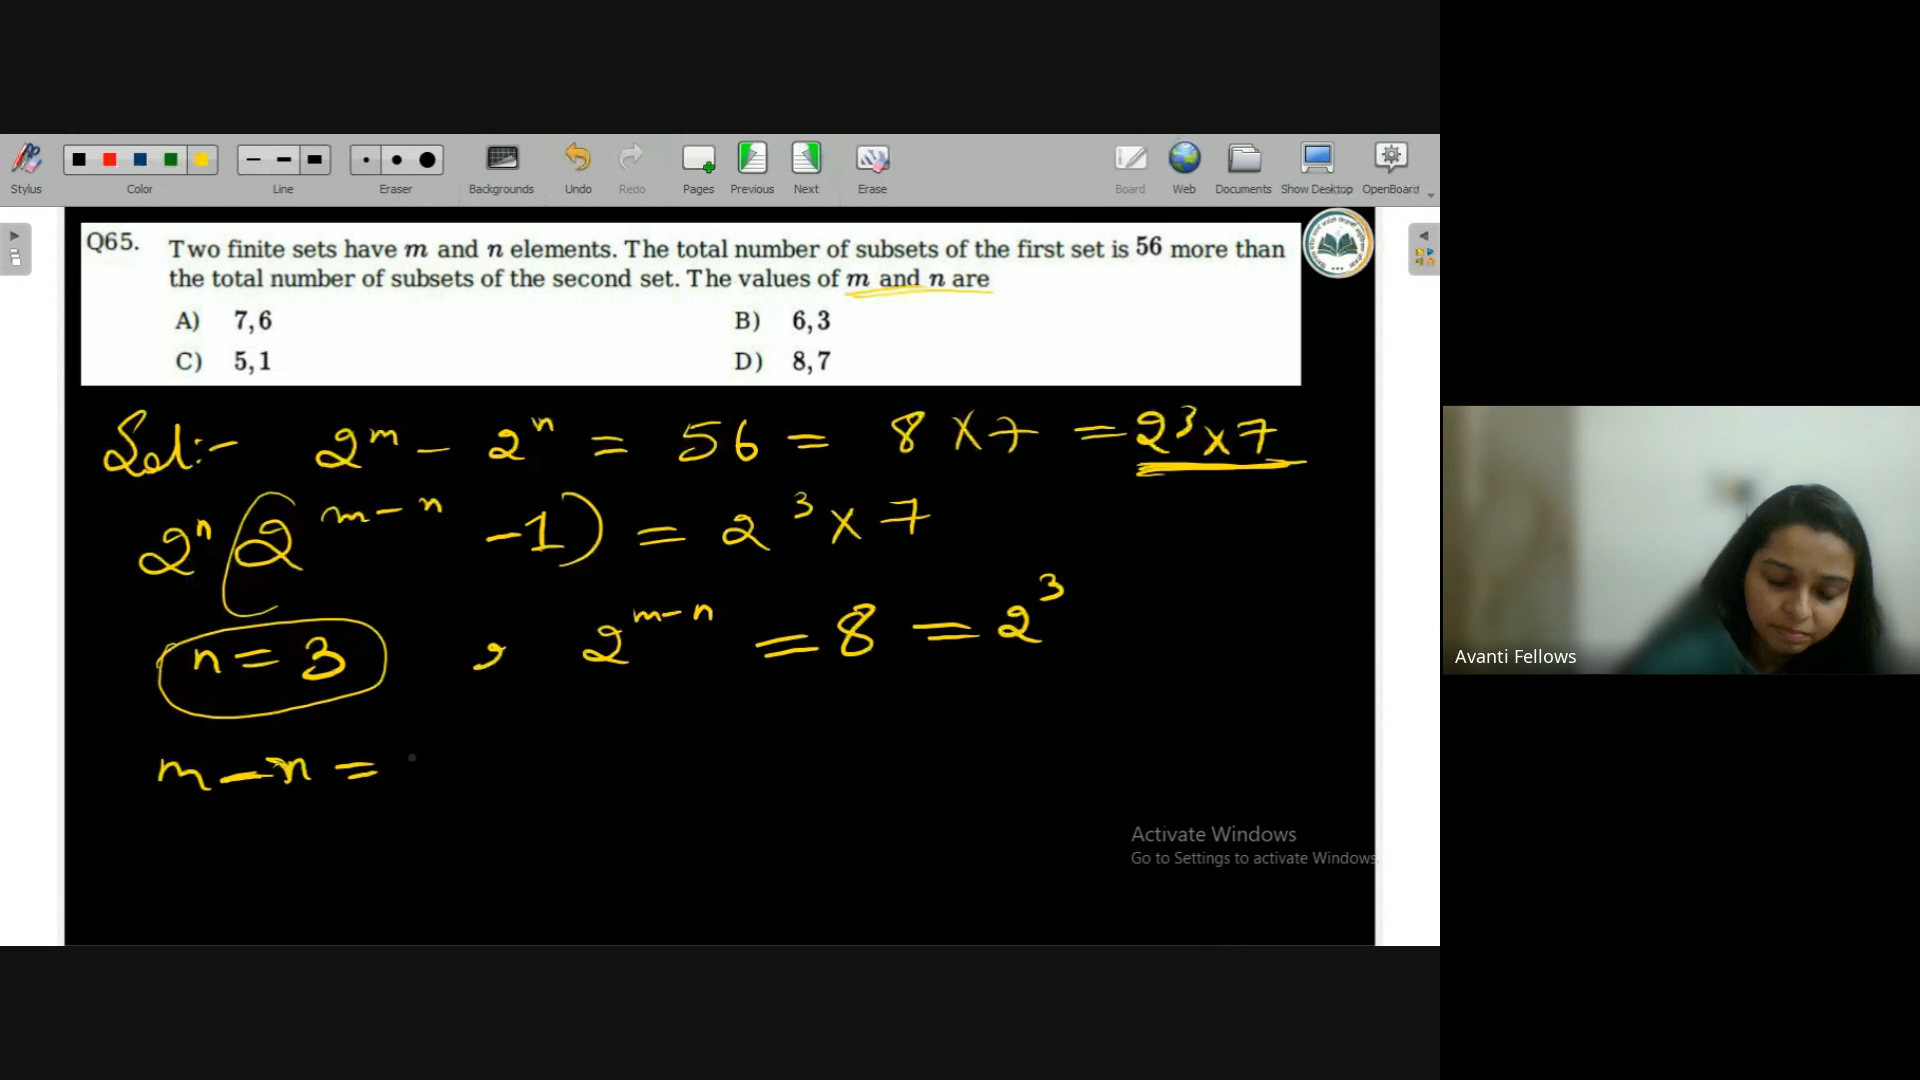 Stylus Color Line Eraser Backgrounds Undo Redo Pages Previous Next Erase Board Web Documents Show Desktop OpenBoard
Q65. Two finite sets have m and n elements. The total number of subsets of the first set is 56 more than
the total number of subsets of the second set. The values of m and n are
A) 7, 6 B) 6, 3
C) 5, 1 D) 8, 7
Sol:- 2^m - 2^n = 56 = 8 × 7 = 2^3 × 7
2^n (2^{m-n} - 1) = 2^3 × 7
n = 3 , 2^{m-n} = 8 = 2^3
m - n =
Avanti Fellows
Activate Windows
Go to Settings to activate Windows.